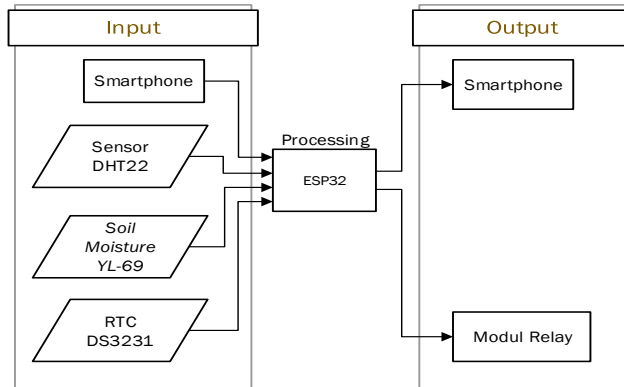 Input
Output
Smartphone
Smartphone
Sensor
DHT22
Processing
ESP32
Soil
Moisture
YL-69
RTC
DS3231
Modul Relay